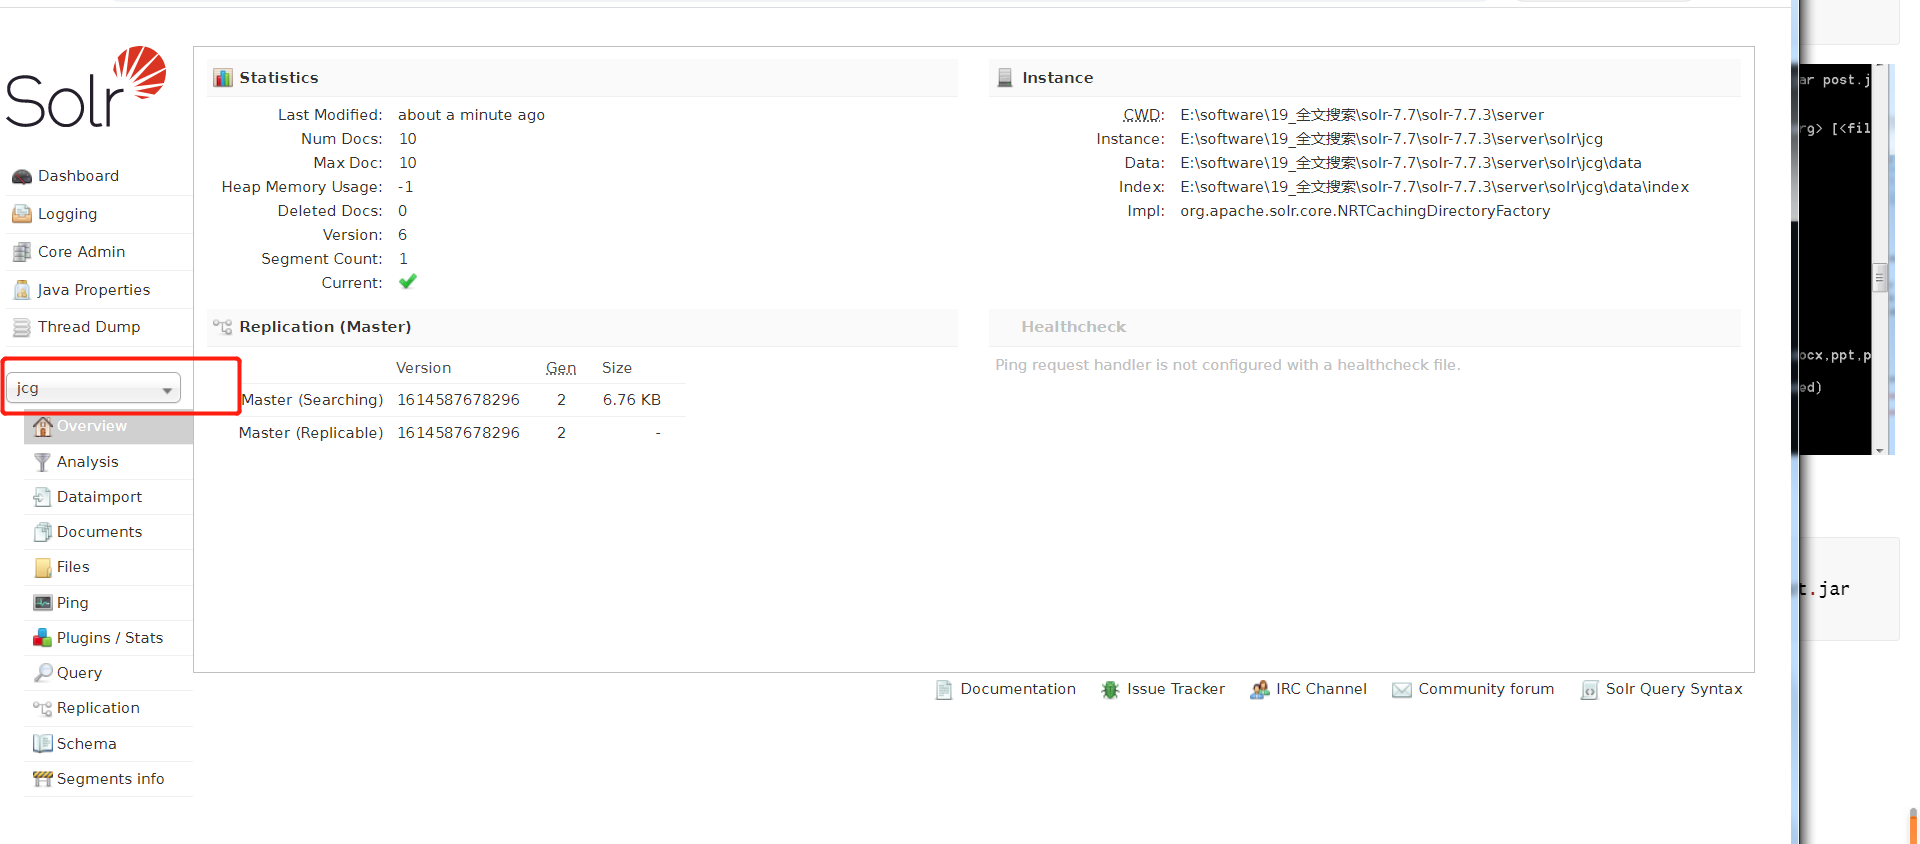 Solr
Dashboard
Logging
Core Admin
Java Properties
Thread Dump
jcg
Overview
Analysis
Dataimport
Documents
Files
Ping
Plugins / Stats
Query
Replication
Schema
Segments info
Statistics
Last Modified: about a minute ago
Num Docs: 10
Max Doc: 10
Heap Memory Usage: -1
Deleted Docs: 0
Version: 6
Segment Count: 1
Current:
Replication (Master)
Version Gen Size
Master (Searching) 1614587678296 2 6.76 KB
Master (Replicable) 1614587678296 2 -
Instance
CWD: E:\software\19_全文搜索\solr-7.7\solr-7.7.3\server
Instance: E:\software\19_全文搜索\solr-7.7\solr-7.7.3\server\solr\jcg
Data: E:\software\19_全文搜索\solr-7.7\solr-7.7.3\server\solr\jcg\data
Index: E:\software\19_全文搜索\solr-7.7\solr-7.7.3\server\solr\jcg\data\index
Impl: org.apache.solr.core.NRTCachingDirectoryFactory
Healthcheck
Ping request handler is not configured with a healthcheck file.
Documentation Issue Tracker IRC Channel Community forum Solr Query Syntax
ar post.j
rg> [<fil
ocx,ppt,p
ed)
t.jar